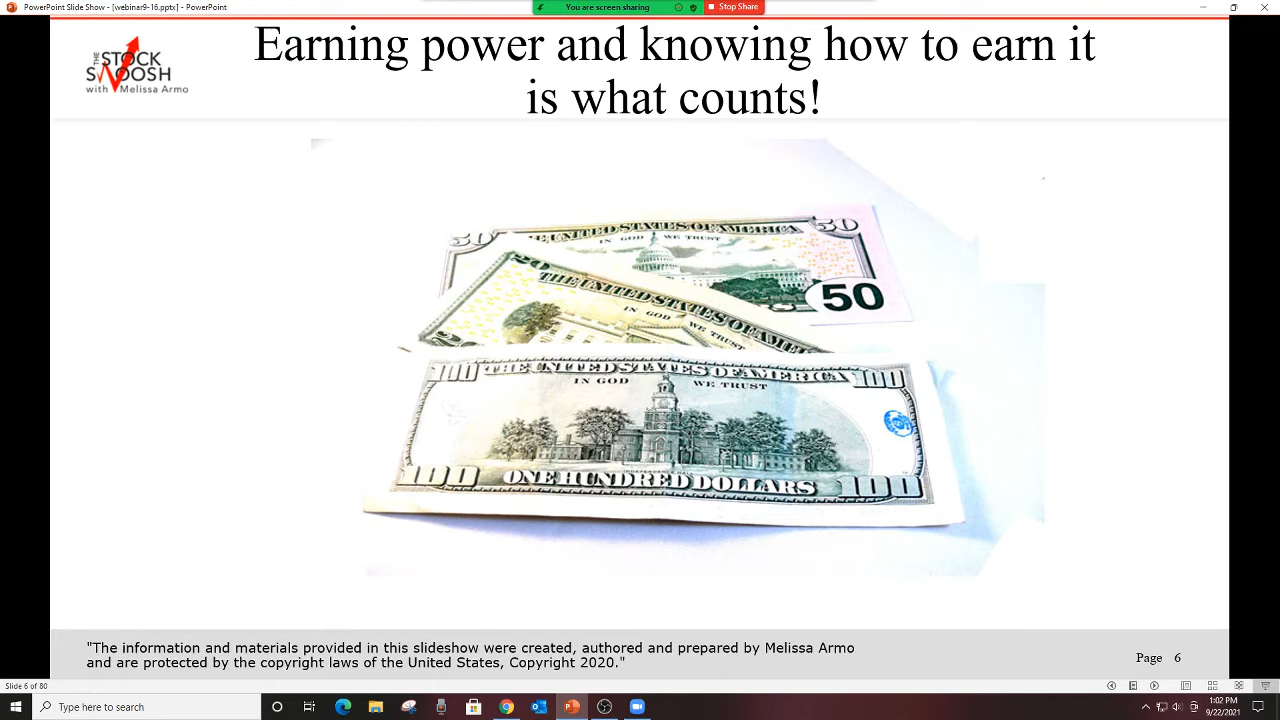 PowerPoint Slide Show - [webinar9-16.pptx] - PowerPoint
You are screen sharing
Stop Share
THE STOCK
SWOOSH
with Melissa Armo
Earning power and knowing how to earn it
is what counts!
50
THE UNITED STATES OF AMERICA
50
IN GOD WE TRUST
50
20
THE UNITED STATES OF AMERI
IN GOD WE TRUST
20
100
THE UNITED STATES OF AMERICA
100
IN GOD WE TRUST
100
ONE HUNDRED DOLLARS
100
"The information and materials provided in this slideshow were created, authored and prepared by Melissa Armo
and are protected by the copyright laws of the United States, Copyright 2020."
Page 6
Slide 6 of 80
Type here to search
1:02 PM
9/22/2021